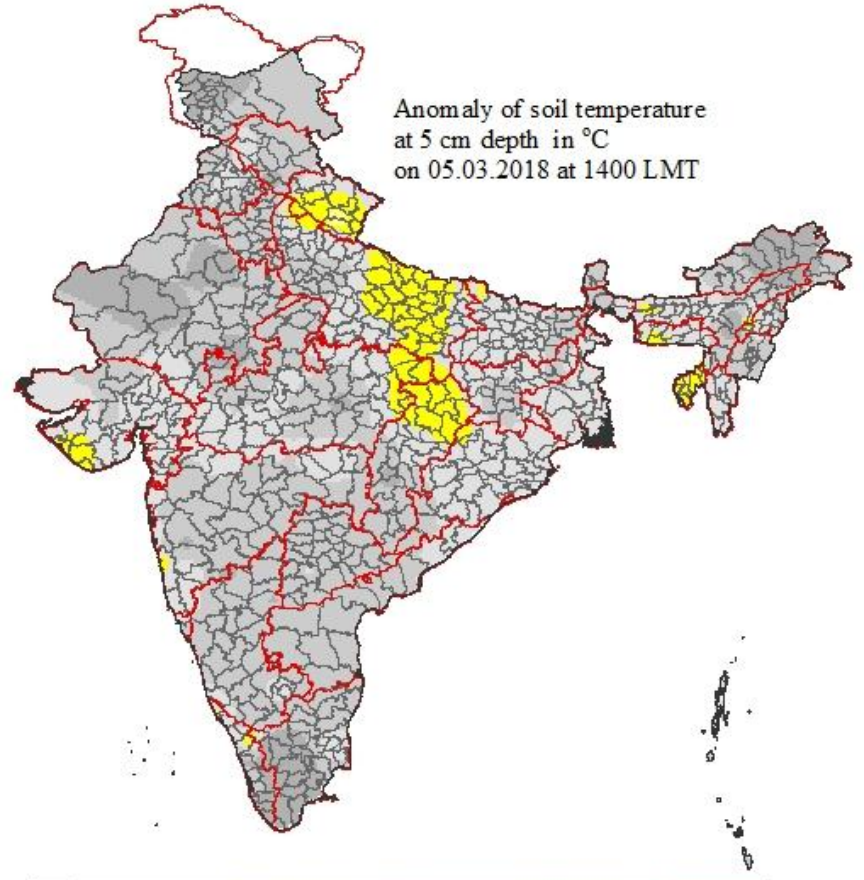 Anomaly of soil temperature
at 5 cm depth in °C
on 05.03.2018 at 1400 LMT